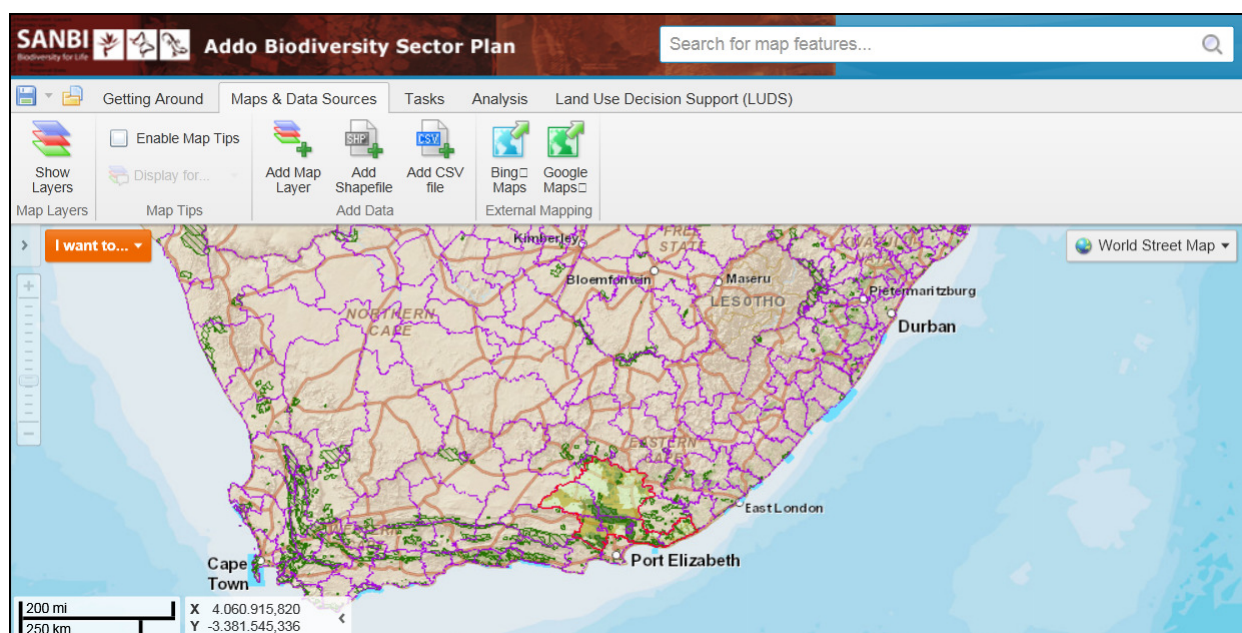 SANBI
Biodiversity for Life
Addo Biodiversity Sector Plan
Search for map features...
Getting Around
Maps & Data Sources
Tasks
Analysis
Land Use Decision Support (LUDS)
Enable Map Tips
Display for...
Show
Layers
Add Map
Layer
SHP
Add
Shapefile
CSV
Add CSV
file
Bing□
Maps
Google
Maps□
Map Layers
Map Tips
Add Data
External Mapping
I want to...
World Street Map
Kimberley
FREE
STATE
Bloemfontein
Maseru
LESOTHO
Pietermaritzburg
Durban
NORTHERN
CAPE
EASTERN
CAPE
East London
Port Elizabeth
Cape
Town
200 mi
250 km
X 4.060.915,820
Y -3.381.545,336